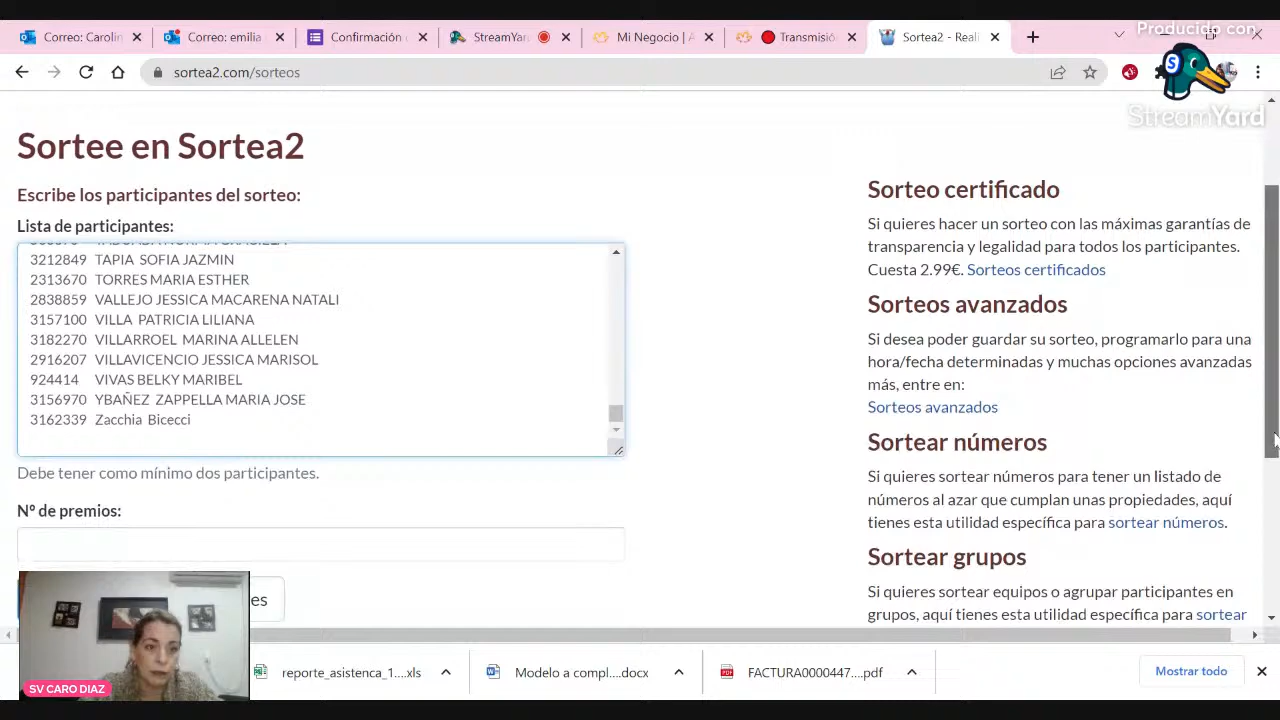 Correo: Carolin
Correo: emilia
Confirmación
StreamYar
Mi Negocio | A
Transmisió
Sortea2 - Reali
Producido con
StreamYard
sortea2.com/sorteos
Sortee en Sortea2
Escribe los participantes del sorteo:
Lista de participantes:
3212849 TAPIA SOFIA JAZMIN
2313670 TORRES MARIA ESTHER
2838859 VALLEJO JESSICA MACARENA NATALI
3157100 VILLA PATRICIA LILIANA
3182270 VILLARROEL MARINA ALLELEN
2916207 VILLAVICENCIO JESSICA MARISOL
924414 VIVAS BELKY MARIBEL
3156970 YBAÑEZ ZAPPELLA MARIA JOSE
3162339 Zacchia Bicecci
Debe tener como mínimo dos participantes.
Nº de premios:
es
Sorteo certificado
Si quieres hacer un sorteo con las máximas garantías de
transparencia y legalidad para todos los participantes.
Cuesta 2.99€. Sorteos certificados
Sorteos avanzados
Si desea poder guardar su sorteo, programarlo para una
hora/fecha determinadas y muchas opciones avanzadas
más, entre en:
Sorteos avanzados
Sortear números
Si quieres sortear números para tener un listado de
números al azar que cumplan unas propiedades, aquí
tienes esta utilidad específica para sortear números.
Sortear grupos
Si quieres sortear equipos o agrupar participantes en
grupos, aquí tienes esta utilidad específica para sortear
SV CARO DIAZ
reporte_asistenca_1....xls
Modelo a compl....docx
FACTURA0000447....pdf
Mostrar todo